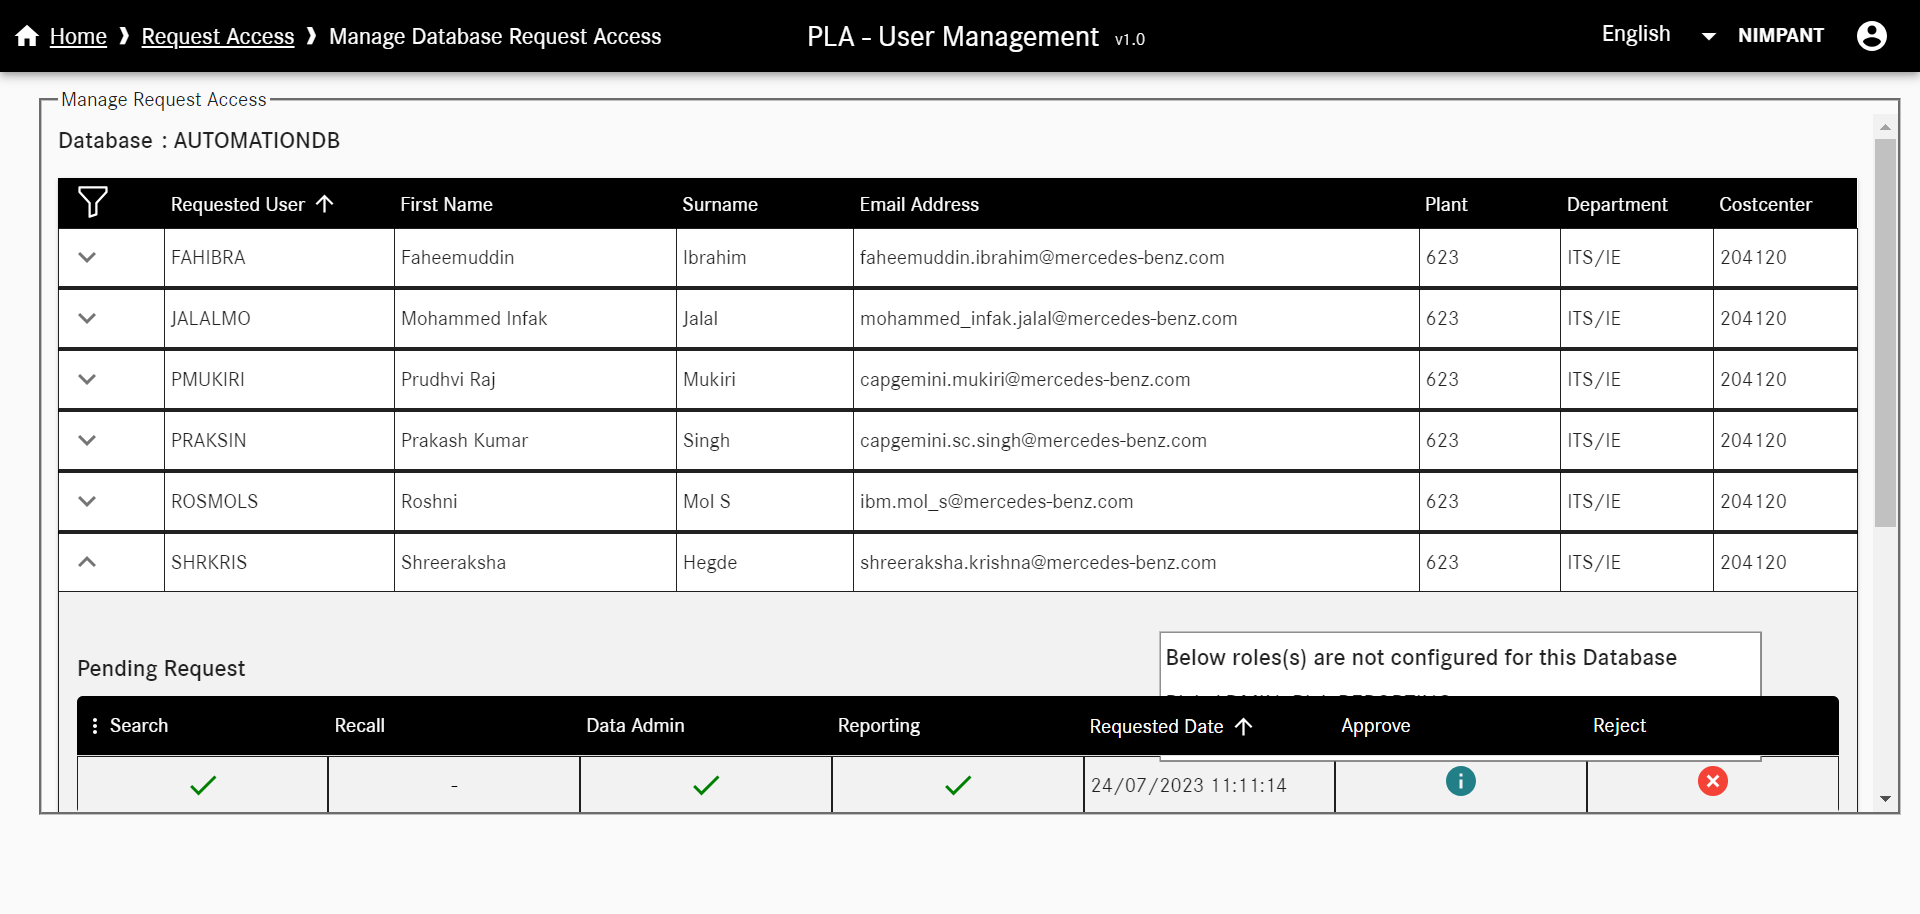 Home ❱ Request Access ❱ Manage Database Request Access
PLA - User Management v1.0
English NIMPANT
Manage Request Access
Database : AUTOMATIONDB
Requested User First Name Surname Email Address Plant Department Costcenter
FAHIBRA Faheemuddin Ibrahim faheemuddin.ibrahim@mercedes-benz.com 623 ITS/IE 204120
JALALMO Mohammed Infak Jalal mohammed_infak.jalal@mercedes-benz.com 623 ITS/IE 204120
PMUKIRI Prudhvi Raj Mukiri capgemini.mukiri@mercedes-benz.com 623 ITS/IE 204120
PRAKSIN Prakash Kumar Singh capgemini.sc.singh@mercedes-benz.com 623 ITS/IE 204120
ROSMOLS Roshni Mol S ibm.mol_s@mercedes-benz.com 623 ITS/IE 204120
SHRKRIS Shreeraksha Hegde shreeraksha.krishna@mercedes-benz.com 623 ITS/IE 204120
Below roles(s) are not configured for this Database
Pending Request
Search Recall Data Admin Reporting Requested Date Approve Reject
- 24/07/2023 11:11:14